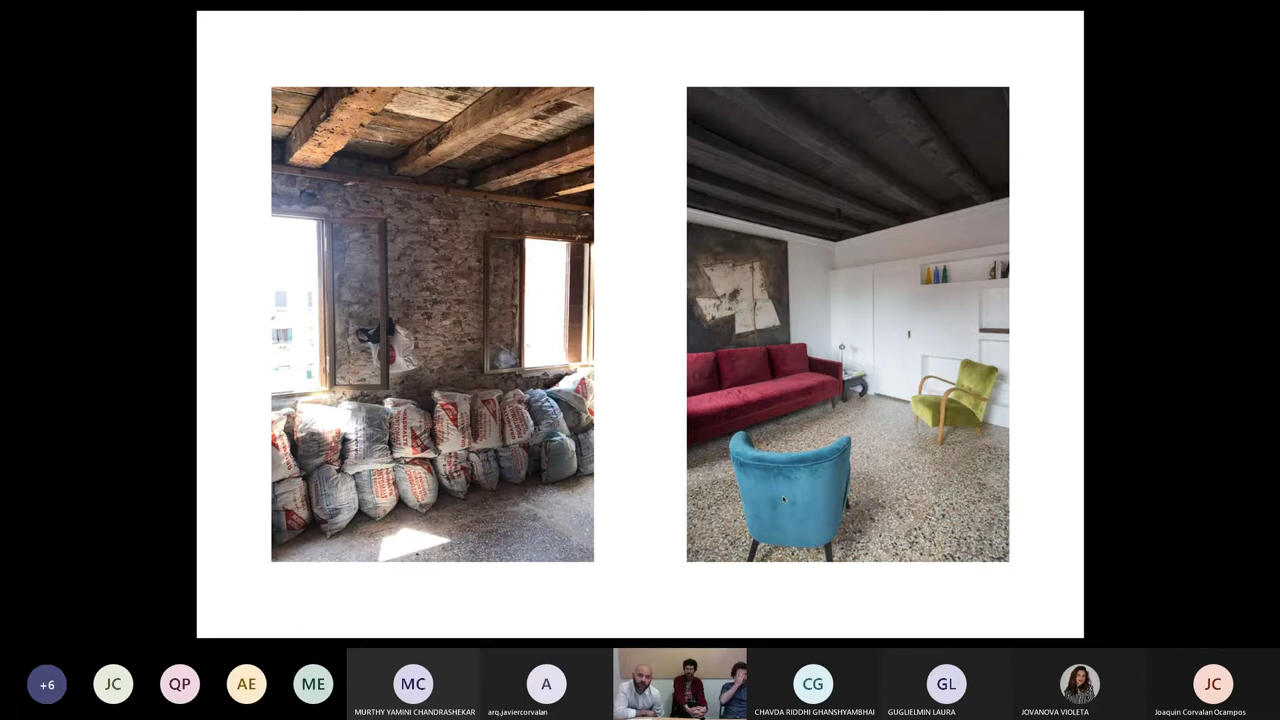 +6
JC
QP
AE
ME
MC
MURTHY YAMINI CHANDRASHEKAR
A
arq.javiercorvalan
CG
CHAVDA RIDDHI GHANSHYAMBHAI
GL
GUGLIELMIN LAURA
JOVANOVA VIOLETA
JC
Joaquin Corvalan Ocampos